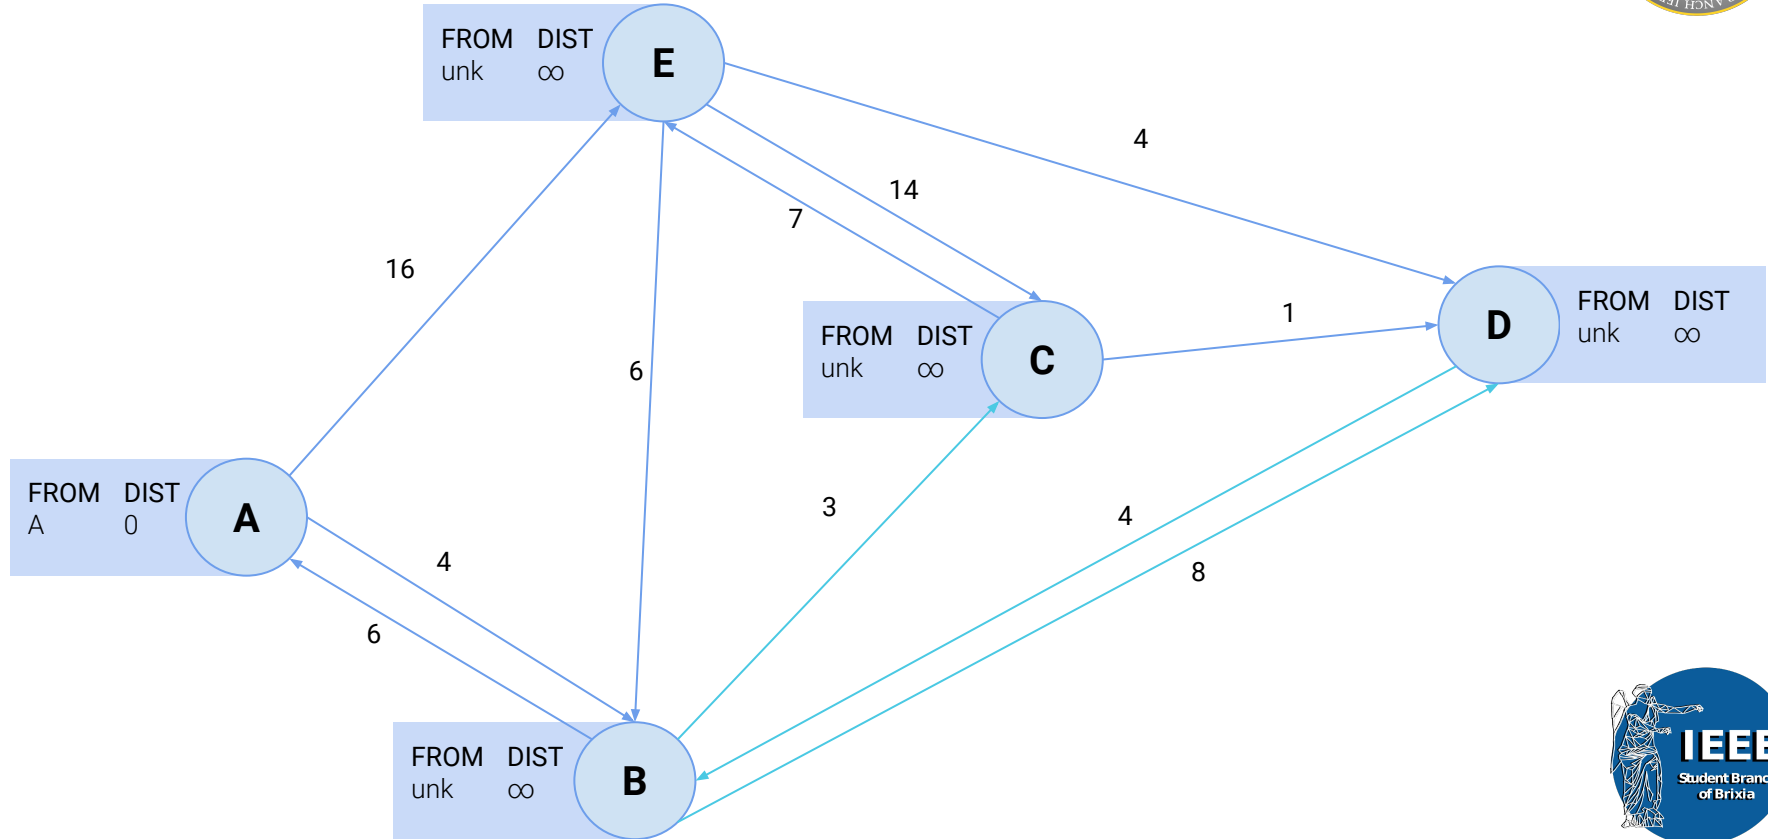 FROM DIST
unk ∞
E
4
14
7
16
FROM DIST
unk ∞
C
1
D
FROM DIST
unk ∞
6
FROM DIST
A 0
A
3
4
8
4
6
FROM DIST
unk ∞
B
IEEE
Student Branc
of Brixia